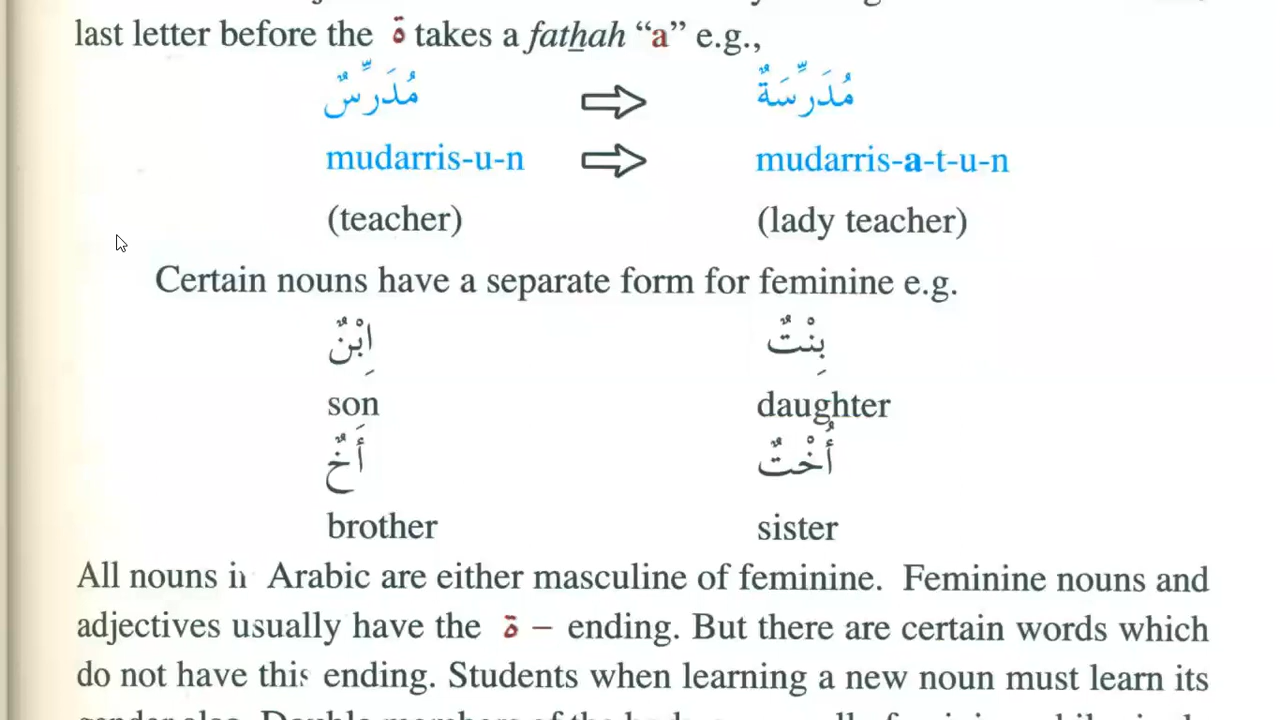 last letter before the ة takes a fathah “a” e.g.,
مُدَرِّسٌ ⇨ مُدَرِّسَةٌ
mudarris-u-n ⇨ mudarris-a-t-u-n
(teacher) (lady teacher)
Certain nouns have a separate form for feminine e.g.
اِبْنٌ بِنْتٌ
son daughter
أَخٌ أُخْتٌ
brother sister
All nouns in Arabic are either masculine of feminine. Feminine nouns and
adjectives usually have the ة – ending. But there are certain words which
do not have this ending. Students when learning a new noun must learn its